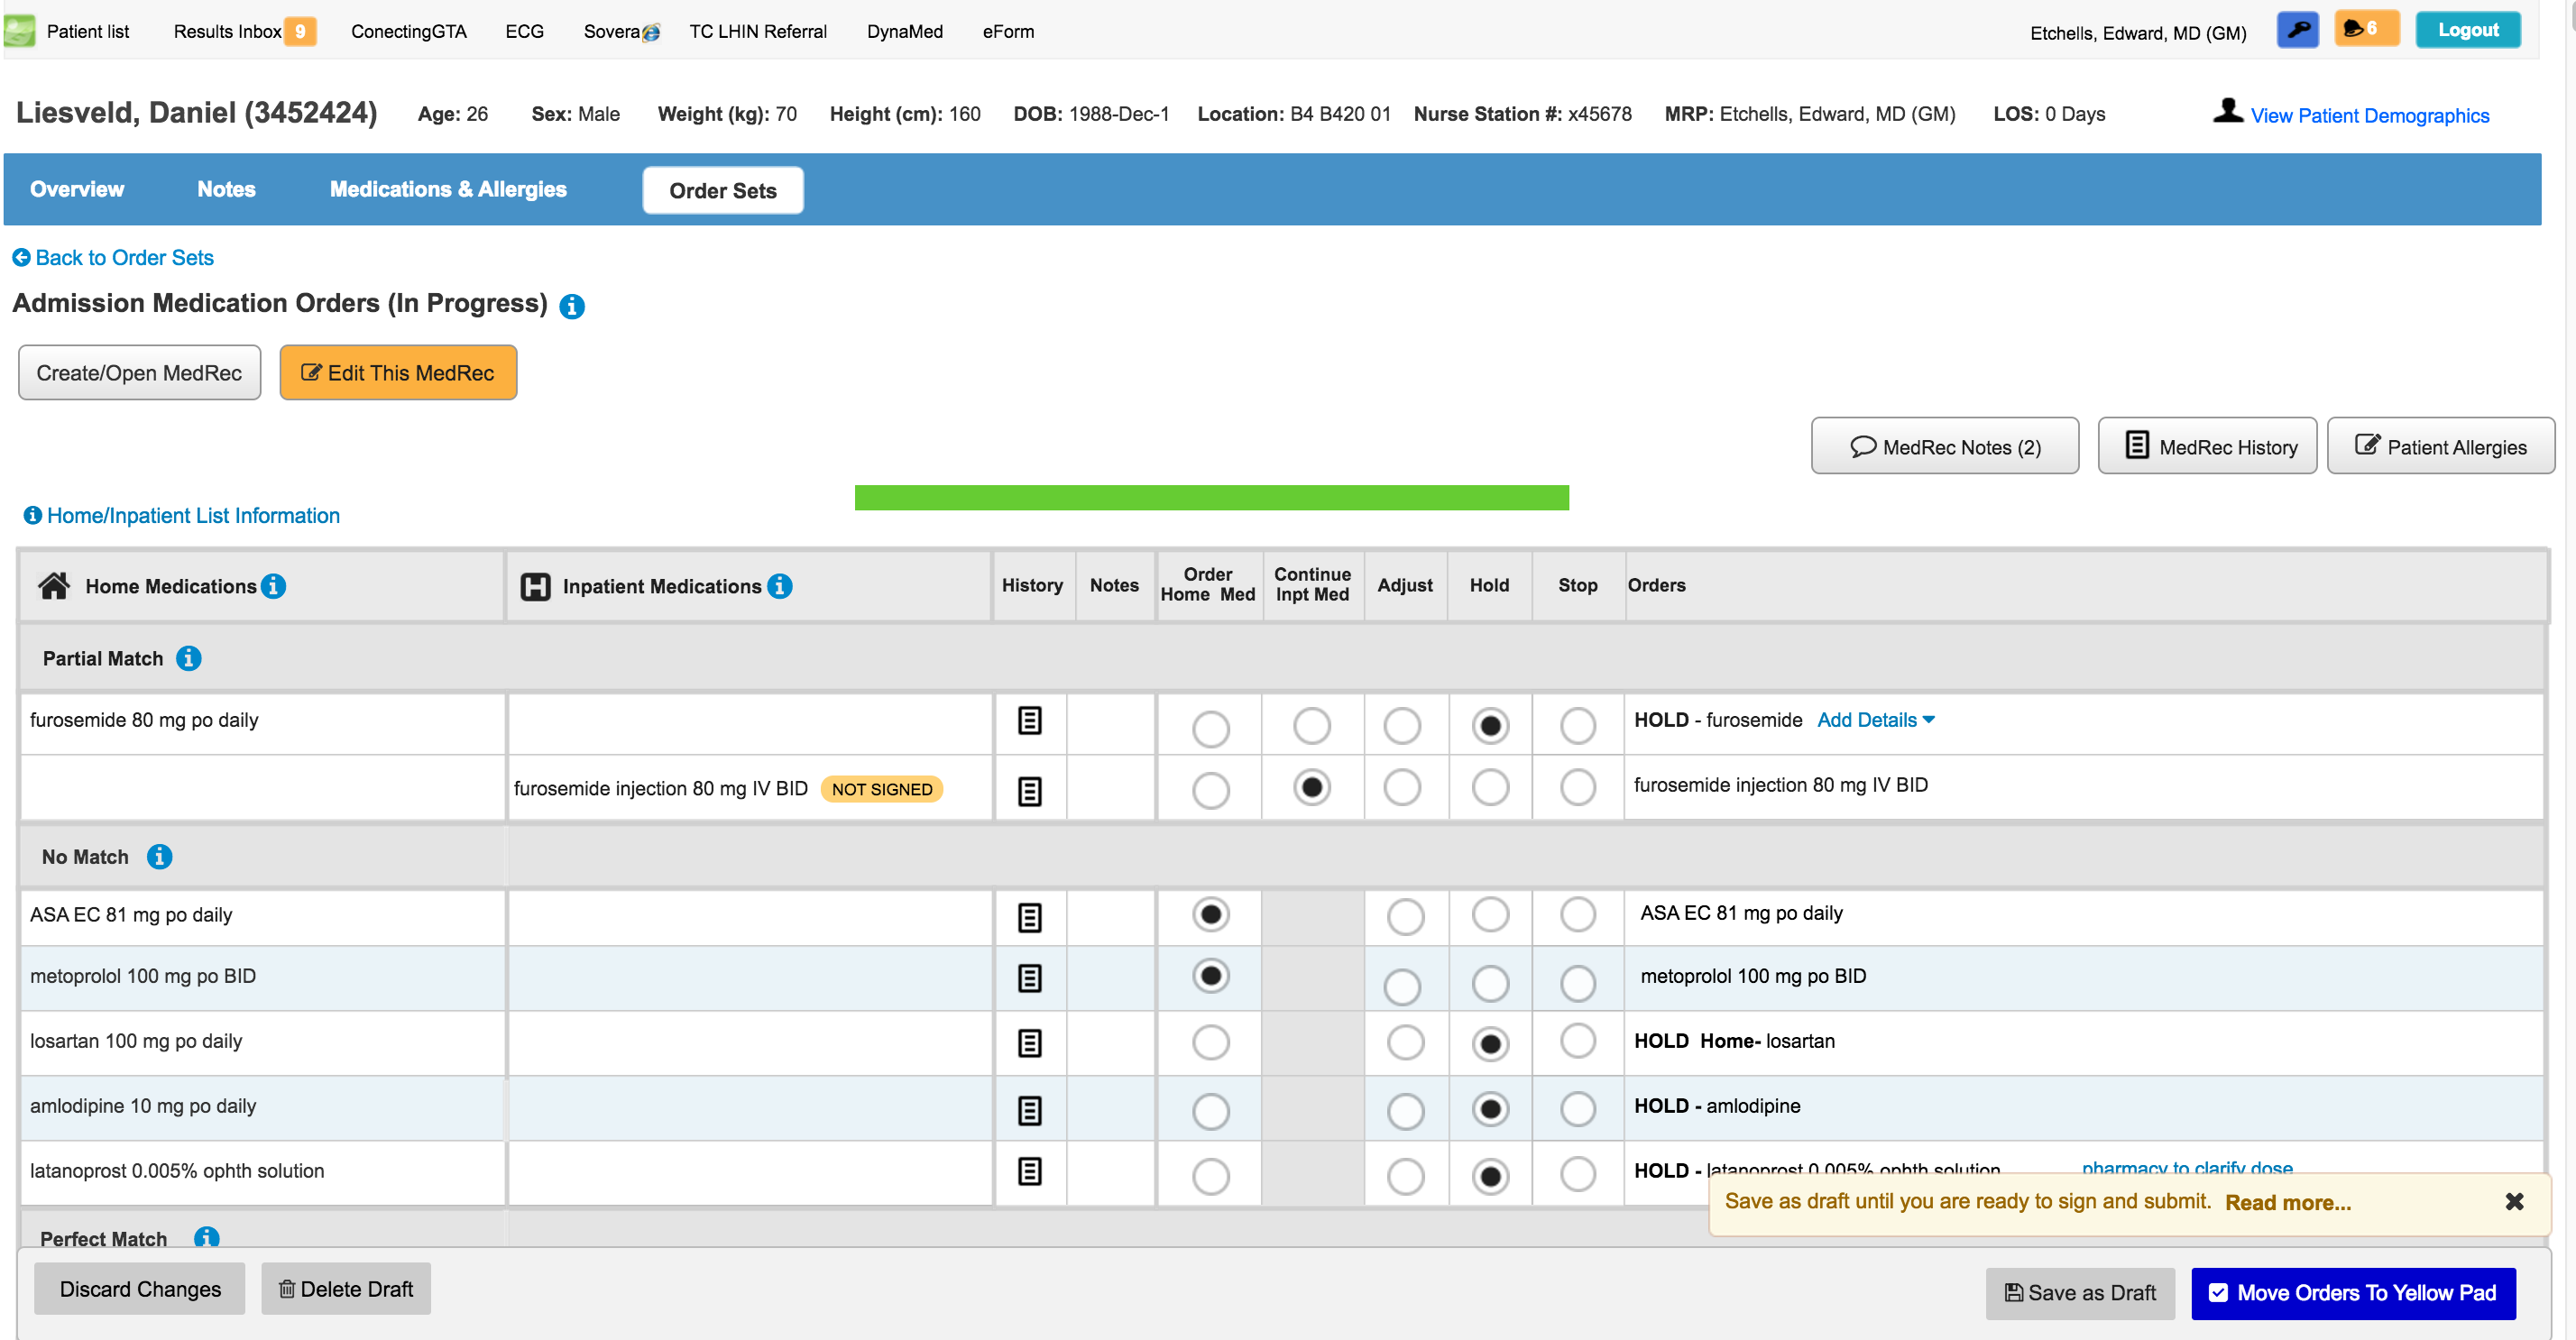 Patient list Results Inbox 9 ConectingGTA ECG Sovera TC LHIN Referral DynaMed eForm Etchells, Edward, MD (GM) 6 Logout
Liesveld, Daniel (3452424) Age: 26 Sex: Male Weight (kg): 70 Height (cm): 160 DOB: 1988-Dec-1 Location: B4 B420 01 Nurse Station #: x45678 MRP: Etchells, Edward, MD (GM) LOS: 0 Days View Patient Demographics
Overview Notes Medications & Allergies Order Sets
Back to Order Sets
Admission Medication Orders (In Progress)
Create/Open MedRec Edit This MedRec
MedRec Notes (2) MedRec History Patient Allergies
Home/Inpatient List Information
Home Medications H Inpatient Medications History Notes Order Home Med Continue Inpt Med Adjust Hold Stop Orders
Partial Match
furosemide 80 mg po daily HOLD - furosemide Add Details
furosemide injection 80 mg IV BID NOT SIGNED furosemide injection 80 mg IV BID
No Match
ASA EC 81 mg po daily ASA EC 81 mg po daily
metoprolol 100 mg po BID metoprolol 100 mg po BID
losartan 100 mg po daily HOLD Home- losartan
amlodipine 10 mg po daily HOLD - amlodipine
latanoprost 0.005% ophth solution HOLD - latanoprost 0.005% ophth solution pharmacy to clarify dose
Save as draft until you are ready to sign and submit. Read more...
Perfect Match
Discard Changes Delete Draft Save as Draft Move Orders To Yellow Pad